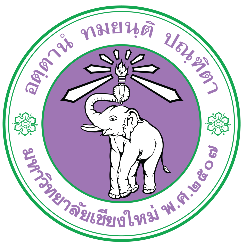 อตฺตานํ ทมยนฺติ ปณฺฑิตา
มหาวิทยาลัยเชียงใหม่ พ.ศ.๒๕๐๗